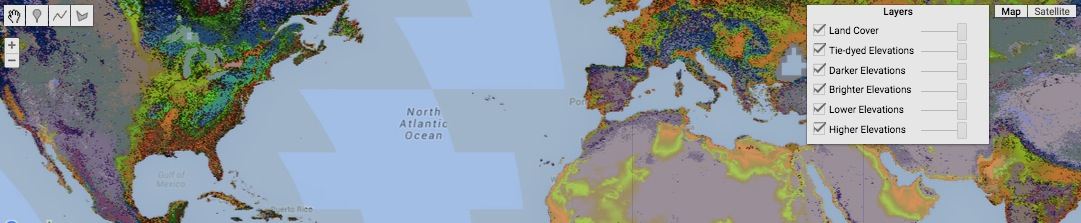 Layers
Map
Satellite
Land Cover
Tie-dyed Elevations
Darker Elevations
Brighter Elevations
Lower Elevations
Higher Elevations
North
Atlantic
Ocean
Gulf of
Mexico
Puerto Rico